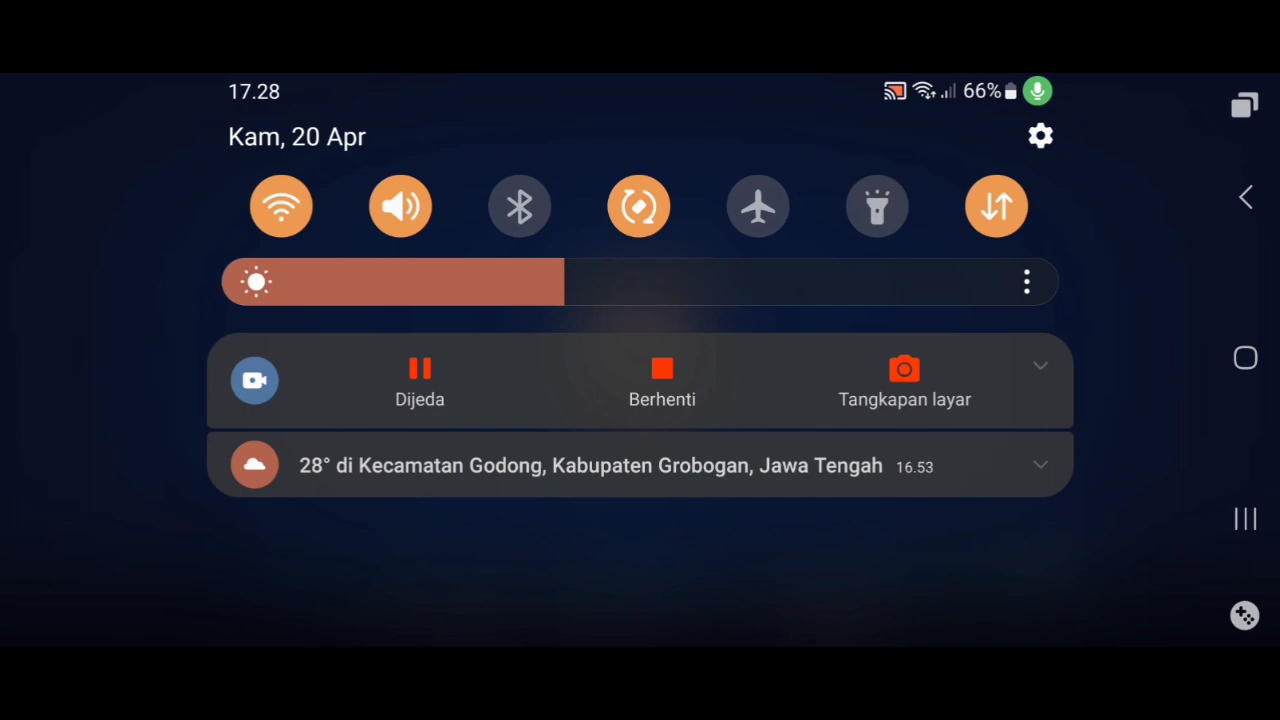 17.28
66%
Kam, 20 Apr
Dijeda
Berhenti
Tangkapan layar
28° di Kecamatan Godong, Kabupaten Grobogan, Jawa Tengah 16.53